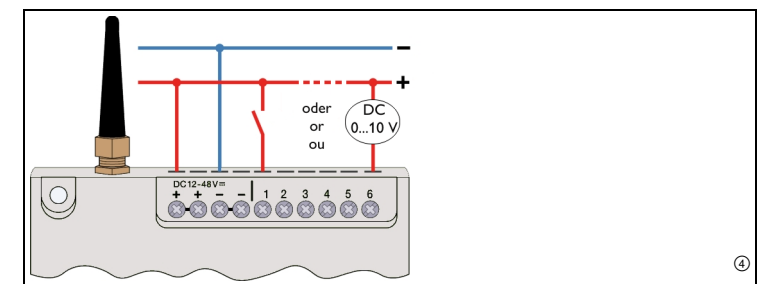 −
+
oder
or
ou
DC
0...10 V
DC12-48V⎓
+ + − − 1 2 3 4 5 6
④